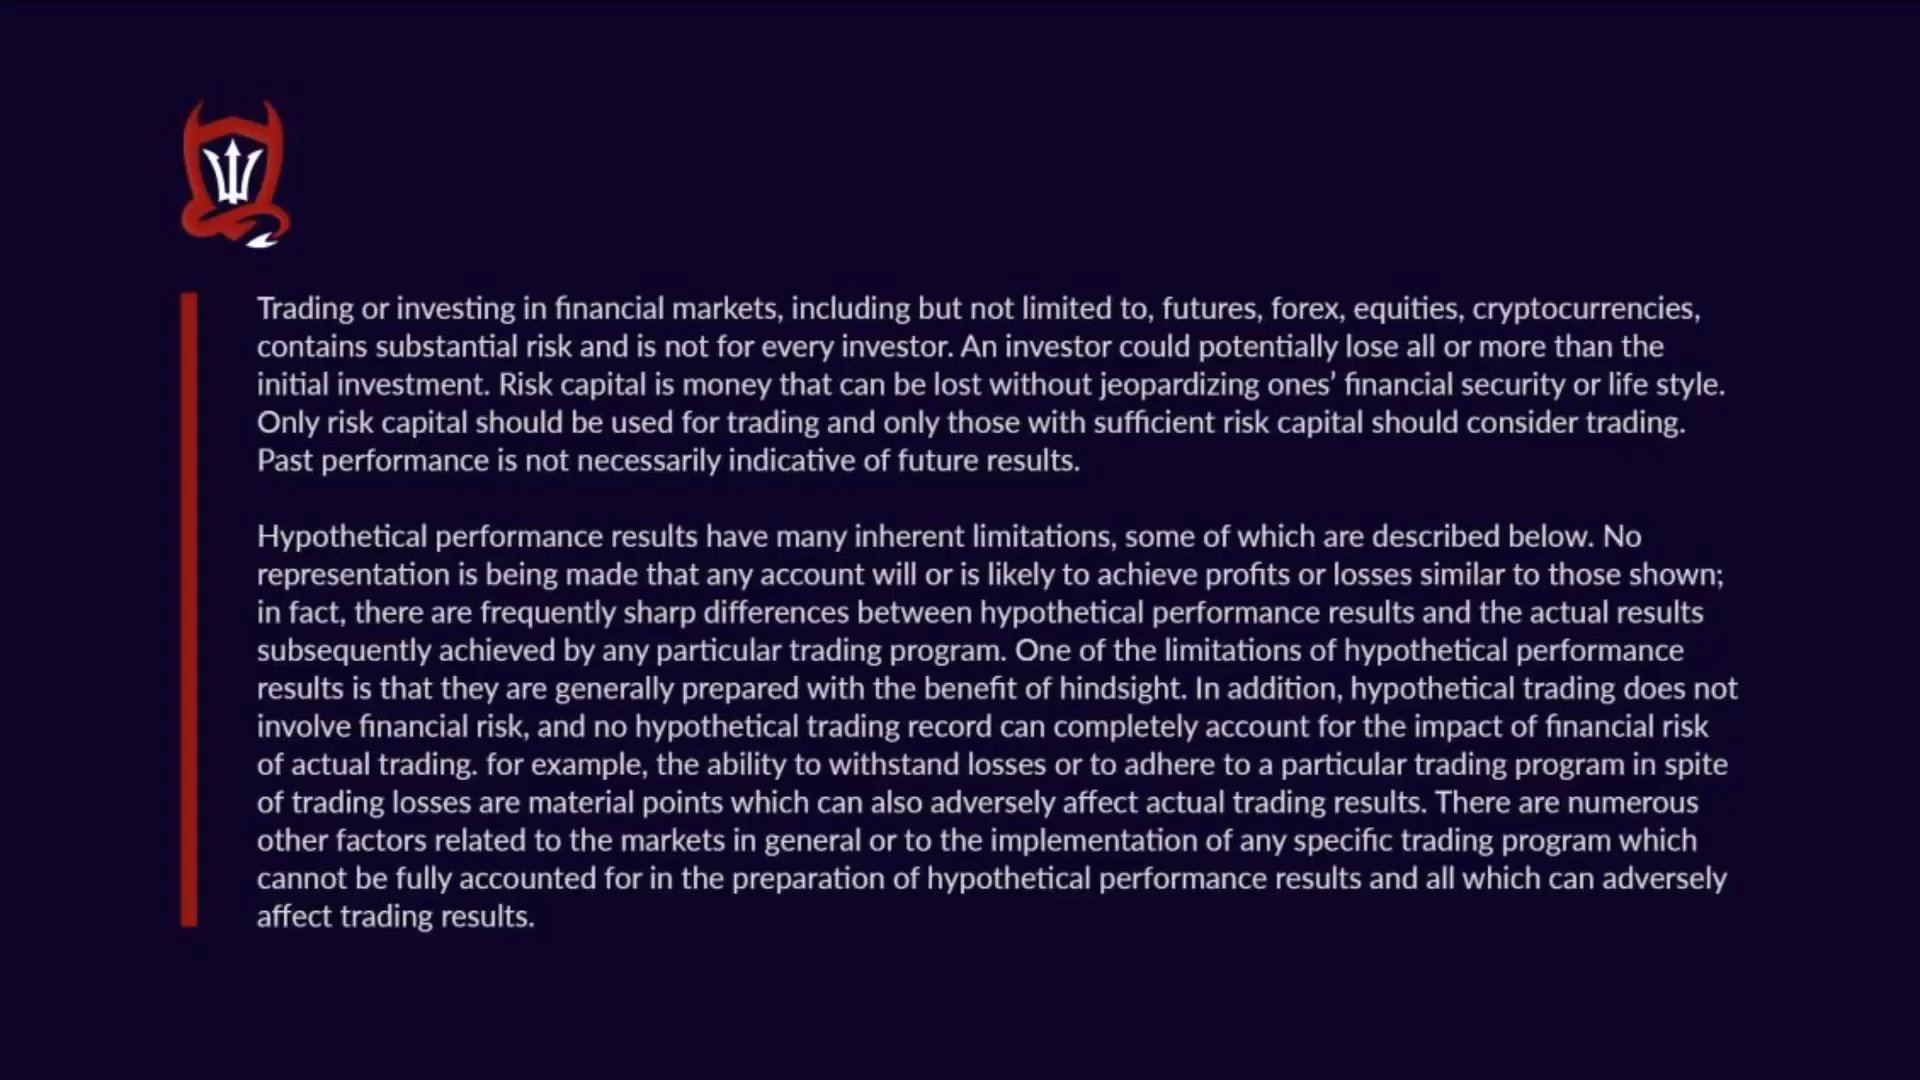 Trading or investing in financial markets, including but not limited to, futures, forex, equities, cryptocurrencies,
contains substantial risk and is not for every investor. An investor could potentially lose all or more than the
initial investment. Risk capital is money that can be lost without jeopardizing ones’ financial security or life style.
Only risk capital should be used for trading and only those with sufficient risk capital should consider trading.
Past performance is not necessarily indicative of future results.
Hypothetical performance results have many inherent limitations, some of which are described below. No
representation is being made that any account will or is likely to achieve profits or losses similar to those shown;
in fact, there are frequently sharp differences between hypothetical performance results and the actual results
subsequently achieved by any particular trading program. One of the limitations of hypothetical performance
results is that they are generally prepared with the benefit of hindsight. In addition, hypothetical trading does not
involve financial risk, and no hypothetical trading record can completely account for the impact of financial risk
of actual trading. for example, the ability to withstand losses or to adhere to a particular trading program in spite
of trading losses are material points which can also adversely affect actual trading results. There are numerous
other factors related to the markets in general or to the implementation of any specific trading program which
cannot be fully accounted for in the preparation of hypothetical performance results and all which can adversely
affect trading results.